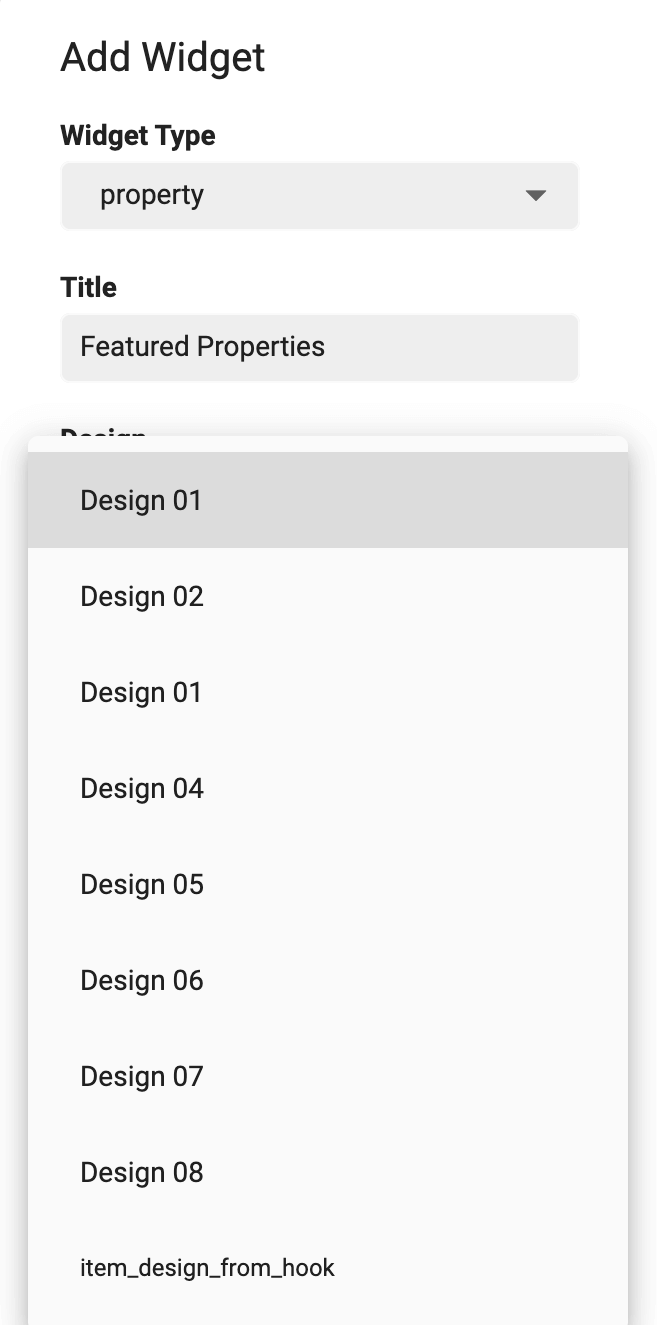 Add Widget
Widget Type
property
Title
Featured Properties
Design
Design 01
Design 02
Design 01
Design 04
Design 05
Design 06
Design 07
Design 08
item_design_from_hook